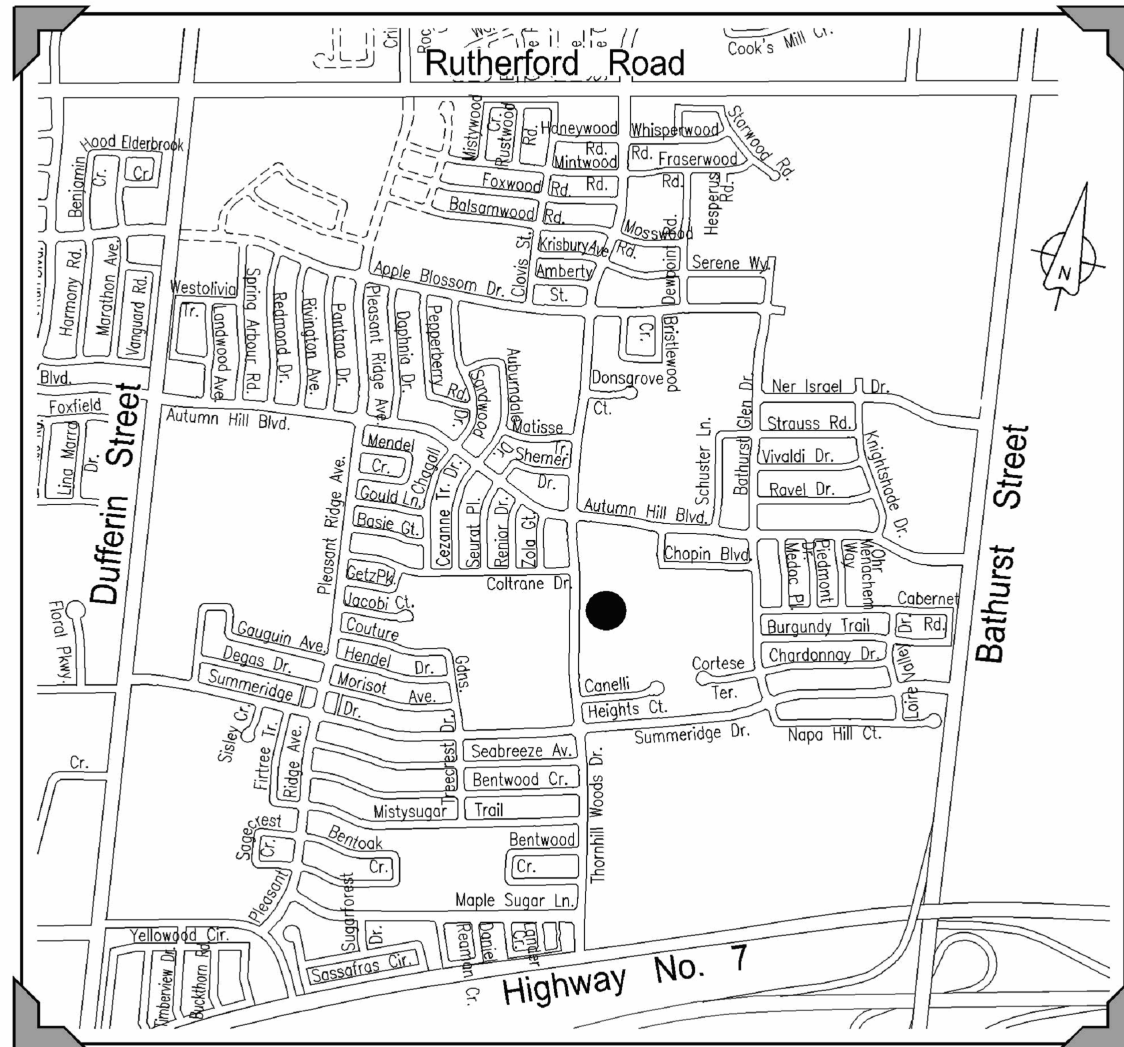 Cook's Mill Cr.
Rutherford Road
Mistywood
Cr.
Rustwood
Rd.
Honeywood
Rd.
Whisperwood
Rd.
Starwood Rd.
Hood
Elderbrook
Cr.
Cr.
Benjamin
Mintwood
Rd.
Fraserwood
Rd.
Foxwood Rd.
Hesperus
Rd.
Balsamwood Rd.
Mosswood
Rd.
Krisbury Ave
Clovis St.
Amberty
St.
Dewpoint Rd.
Serene Wy.
Apple Blossom Dr.
Harmony Rd.
Marathon Ave.
Vanguard Rd.
Westolivia
Tr.
Landwood Ave.
Spring Arbour Rd.
Redmond Dr.
Rivington Ave.
Pantano Dr.
Pleasant Ridge Ave.
Daphnia Dr.
Pepperberry
Rd.
Cr.
Bristlewood
N
Sandwood
Dr.
Auburndale
Dr.
Donsgrove
Ct.
Blvd.
Foxfield
Lina Marra
Dr.
Dufferin Street
Autumn Hill Blvd.
Ner Israel Dr.
Strauss Rd.
Vivaldi Dr.
Ravel Dr.
Knightshade Dr.
Schuster Ln.
Bathurst Glen Dr.
Matisse
Tr.
Shemer
Dr.
Mendel
Cr.
Chagall
Dr.
Gould Ln.
Basie Gt.
Cezanne Tr.
Seurat Pl.
Renior Dr.
Zola Gt.
Autumn Hill Blvd.
Chopin Blvd.
Bathurst Street
Pleasant Ridge Ave.
Getz Pk.
Coltrane Dr.
Medoc Pl.
Piedmont
Dr.
Ohr
Menachem
Way
Jacobi Ct.
Floral Pkwy.
Cabernet
Rd.
Burgundy Trail
Dr.
Couture
Gdns.
Gauguin Ave.
Hendel
Dr.
Degas Dr.
Morisot
Ave.
Summeridge
Dr.
Chardonnay Dr.
Loire Valley
Cortese
Ter.
Canelli
Heights Ct.
Summeridge Dr.
Napa Hill Ct.
Sisley Cr.
Firtree Tr.
Ridge Ave.
Treecrest
Dr.
Seabreeze Av.
Bentwood Cr.
Thornhill Woods Dr.
Cr.
Mistysugar
Trail
Sagecrest
Cr.
Bentoak
Cr.
Bentwood
Cr.
Pleasant
Maple Sugar Ln.
Sugarforest
Dr.
Yellowood Cir.
Timberview Dr.
Buckthorn Rd.
Sassafras Cir.
Reaman Cr.
Daniel
Lander
Cr.
Highway No. 7